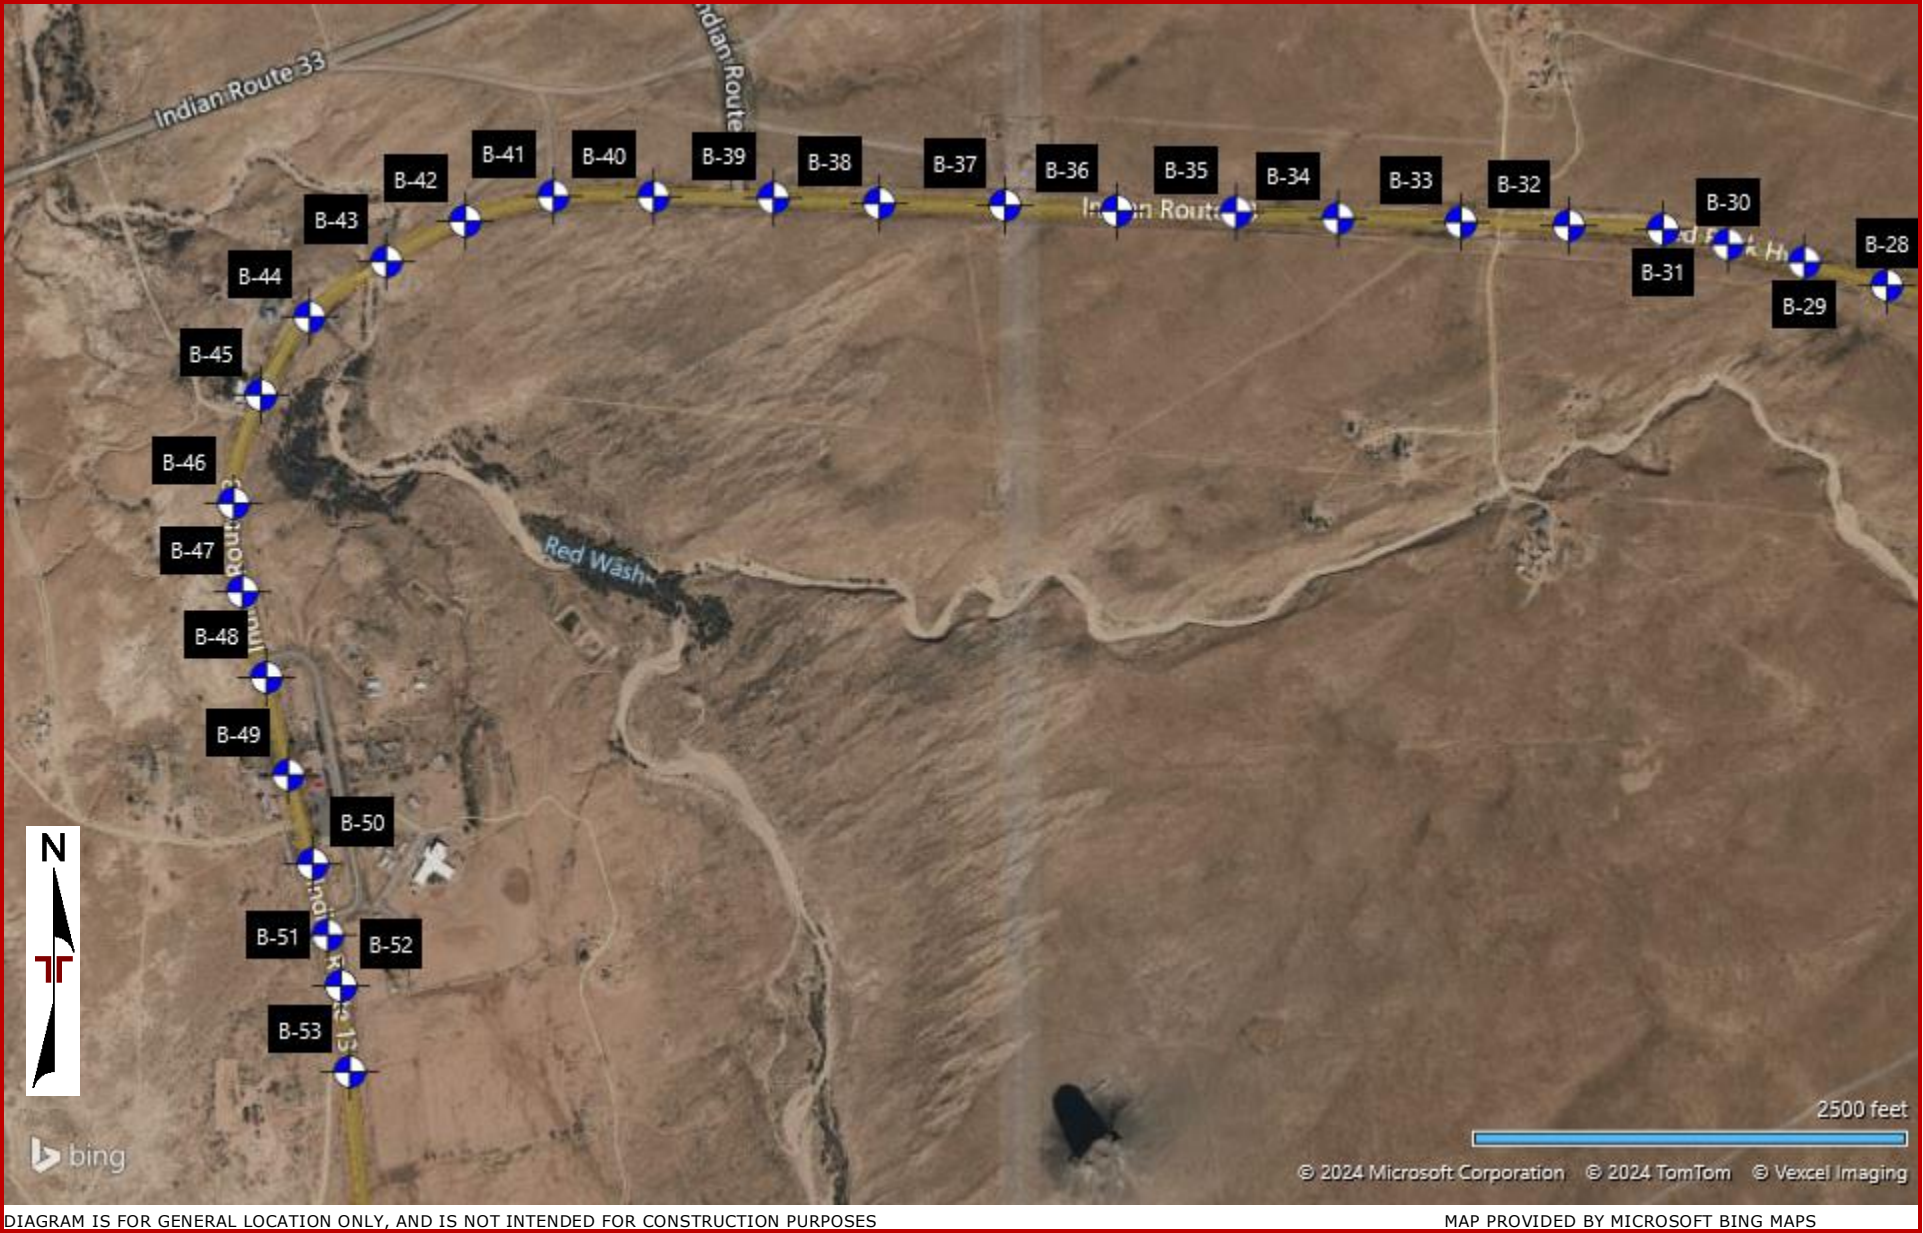 Indian Route 33
Indian Route
B-41
B-40
B-39
B-38
B-37
B-36
B-35
B-34
B-33
B-32
B-30
B-28
B-42
B-43
B-31
B-29
B-44
B-45
B-46
B-47
Red Wash
B-48
B-49
B-50
B-51
B-52
B-53
N
bing
2500 feet
© 2024 Microsoft Corporation © 2024 TomTom © Vexcel Imaging
DIAGRAM IS FOR GENERAL LOCATION ONLY, AND IS NOT INTENDED FOR CONSTRUCTION PURPOSES
MAP PROVIDED BY MICROSOFT BING MAPS